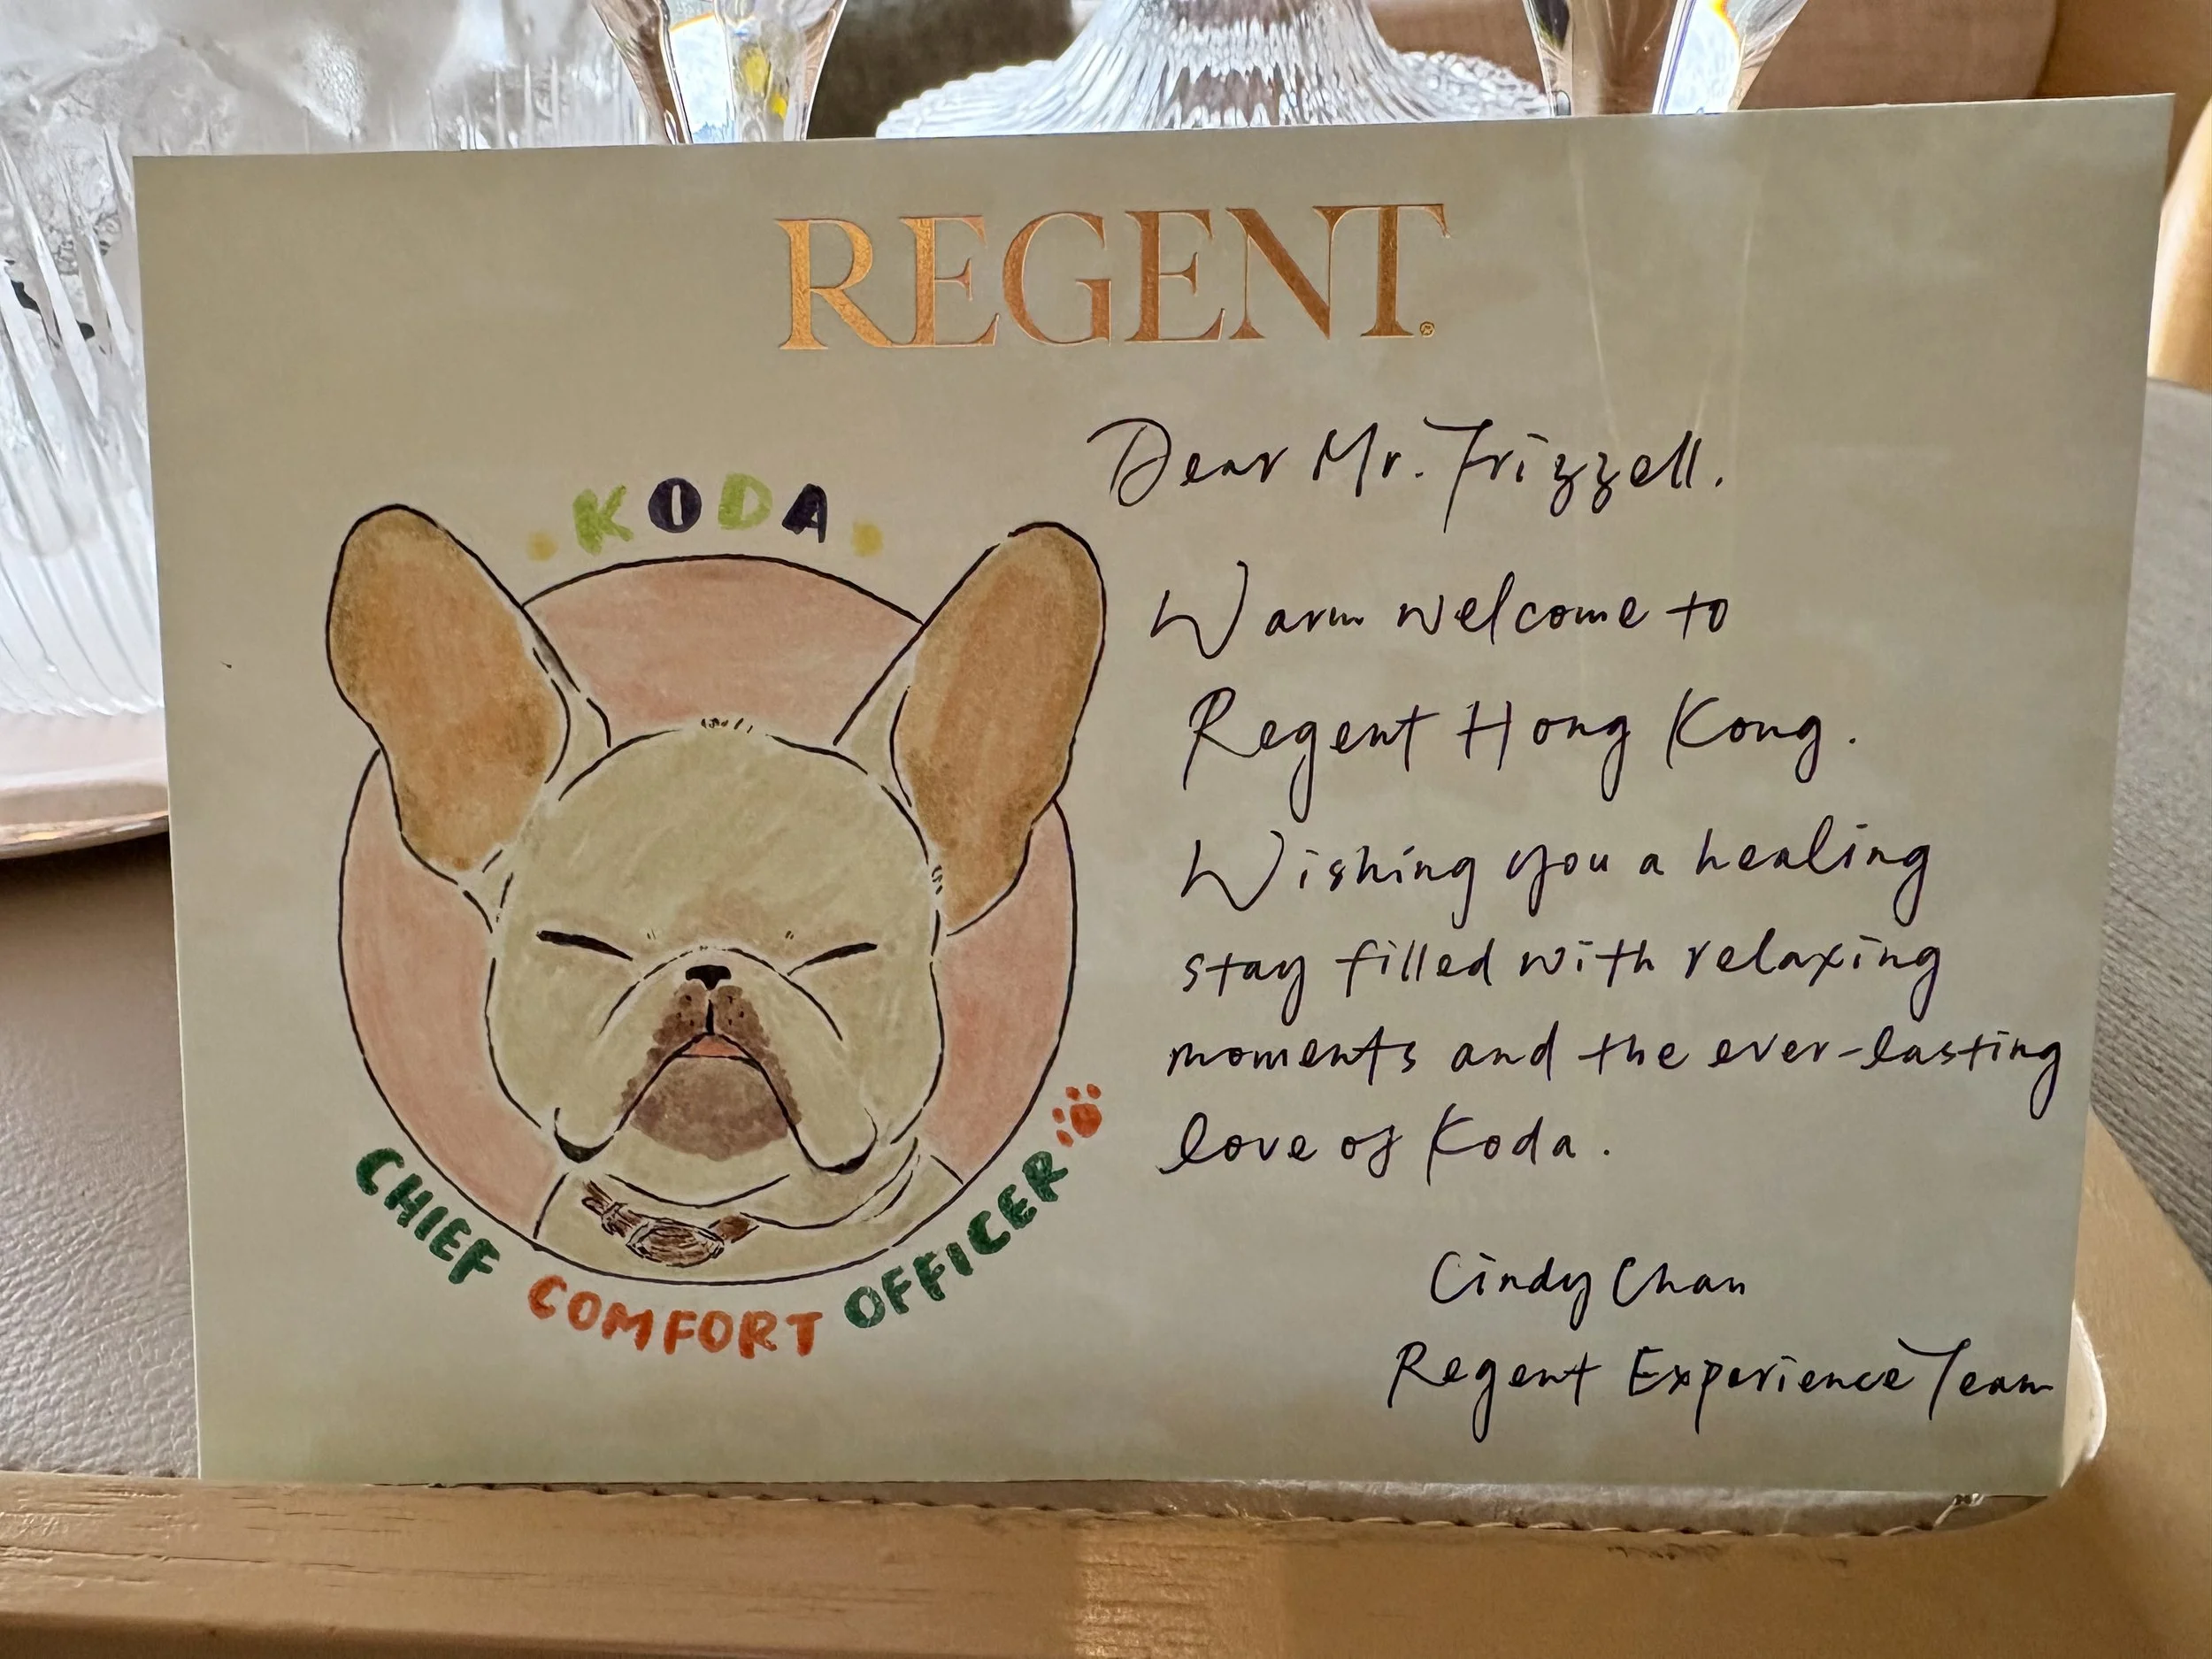 REGENT
KODA
CHIEF COMFORT OFFICER
Dear Mr. Frizzell.
Warm welcome to
Regent Hong Kong.
Wishing you a healing
stay filled with relaxing
moments and the ever-lasting
love of Koda.
Cindy Chan
Regent Experience Team